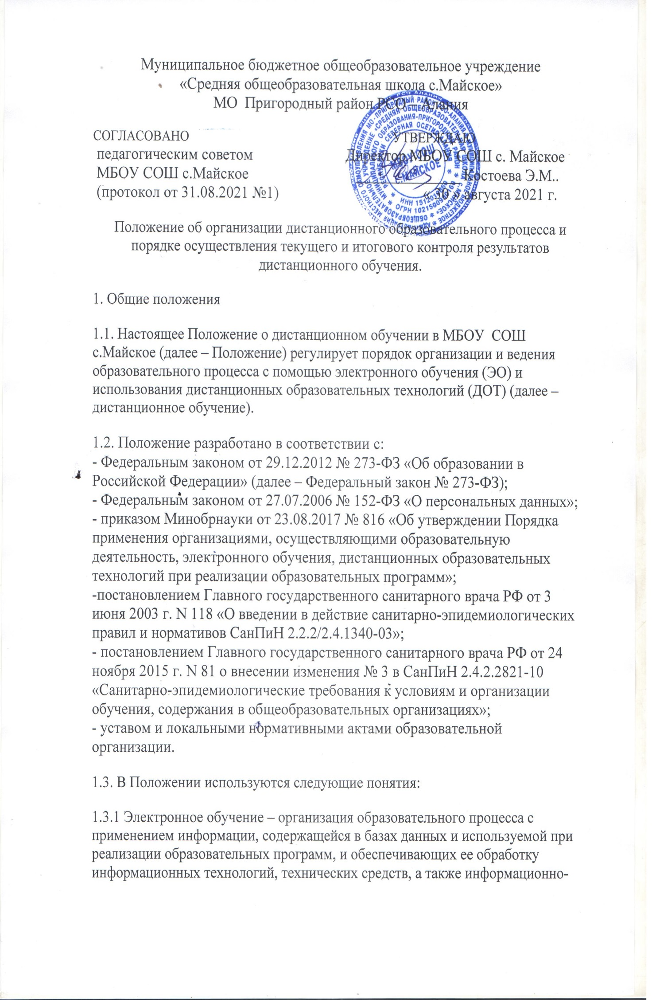 Муниципальное бюджетное общеобразовательное учреждение
«Средняя общеобразовательная школа с.Майское»
МО Пригородный район РСО – Алания
СОГЛАСОВАНО
педагогическим советом
МБОУ СОШ с.Майское
(протокол от 31.08.2021 №1)
УТВЕРЖДАЮ
Директор МБОУ СОШ с. Майское
Костоева Э.М..
« 30 » августа 2021 г.
МБОУ СОШ
С.МАЙСКОЕ
Положение об организации дистанционного образовательного процесса и
порядке осуществления текущего и итогового контроля результатов
дистанционного обучения.
1. Общие положения
1.1. Настоящее Положение о дистанционном обучении в МБОУ СОШ
с.Майское (далее – Положение) регулирует порядок организации и ведения
образовательного процесса с помощью электронного обучения (ЭО) и
использования дистанционных образовательных технологий (ДОТ) (далее –
дистанционное обучение).
1.2. Положение разработано в соответствии с:
- Федеральным законом от 29.12.2012 № 273-ФЗ «Об образовании в
Российской Федерации» (далее – Федеральный закон № 273-ФЗ);
- Федеральным законом от 27.07.2006 № 152-ФЗ «О персональных данных»;
- приказом Минобрнауки от 23.08.2017 № 816 «Об утверждении Порядка
применения организациями, осуществляющими образовательную
деятельность, электронного обучения, дистанционных образовательных
технологий при реализации образовательных программ»;
-постановлением Главного государственного санитарного врача РФ от 3
июня 2003 г. N 118 «О введении в действие санитарно-эпидемиологических
правил и нормативов СанПиН 2.2.2/2.4.1340-03»;
- постановлением Главного государственного санитарного врача РФ от 24
ноября 2015 г. N 81 о внесении изменения № 3 в СанПиН 2.4.2.2821-10
«Санитарно-эпидемиологические требования к условиям и организации
обучения, содержания в общеобразовательных организациях»;
- уставом и локальными нормативными актами образовательной
организации.
1.3. В Положении используются следующие понятия:
1.3.1 Электронное обучение – организация образовательного процесса с
применением информации, содержащейся в базах данных и используемой при
реализации образовательных программ, и обеспечивающих ее обработку
информационных технологий, технических средств, а также информационно-